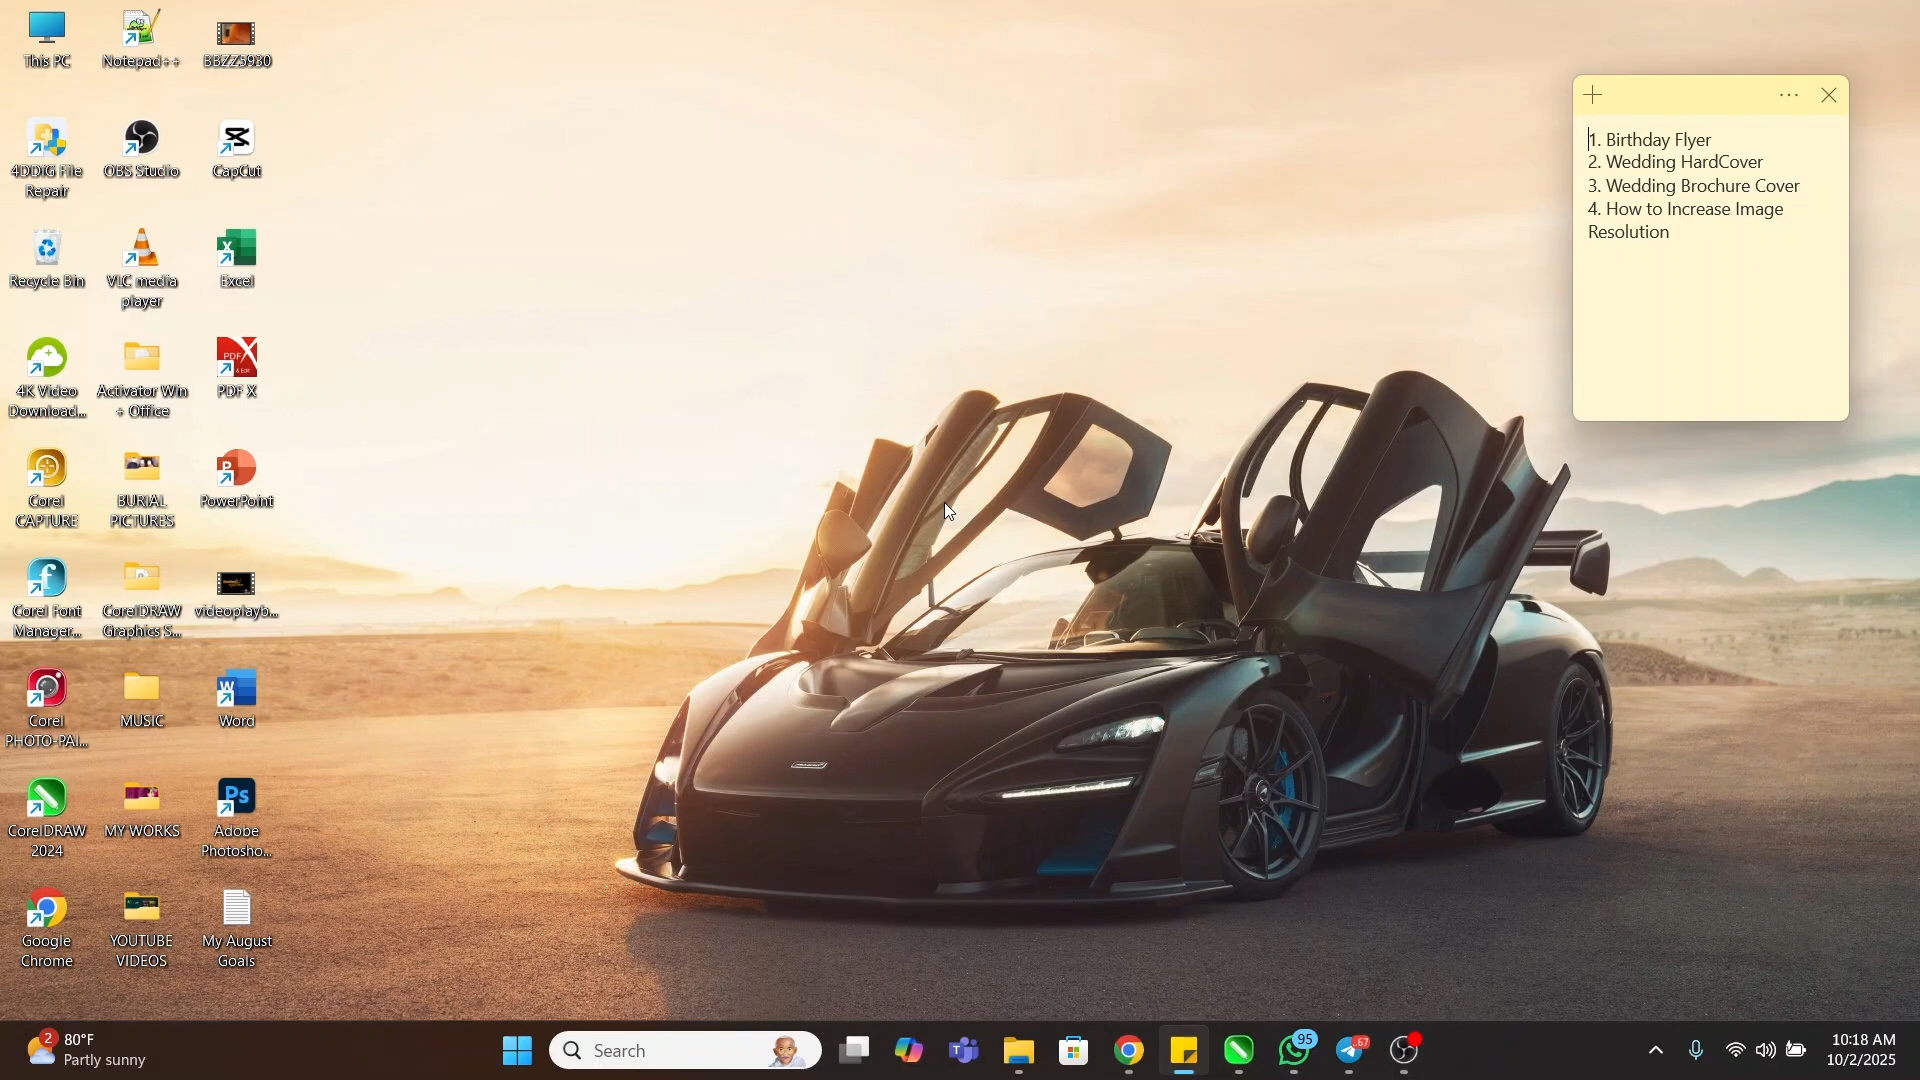 This PC
Notepad++
BBZZ5930
4DDiG File
Repair
OBS Studio
CapCut
Recycle Bin
VLC media
player
Excel
4K Video
Download...
Activator Win
+ Office
PDF X
Corel
CAPTURE
BURIAL
PICTURES
PowerPoint
Corel Font
Manager...
CorelDRAW
Graphics S...
videoplayb...
Corel
PHOTO-PAI...
MUSIC
Word
CorelDRAW
2024
MY WORKS
Adobe
Photosho...
Google
Chrome
YOUTUBE
VIDEOS
My August
Goals
1. Birthday Flyer
2. Wedding HardCover
3. Wedding Brochure Cover
4. How to Increase Image
Resolution
2
80°F
Partly sunny
Search
95
.67
10:18 AM
10/2/2025